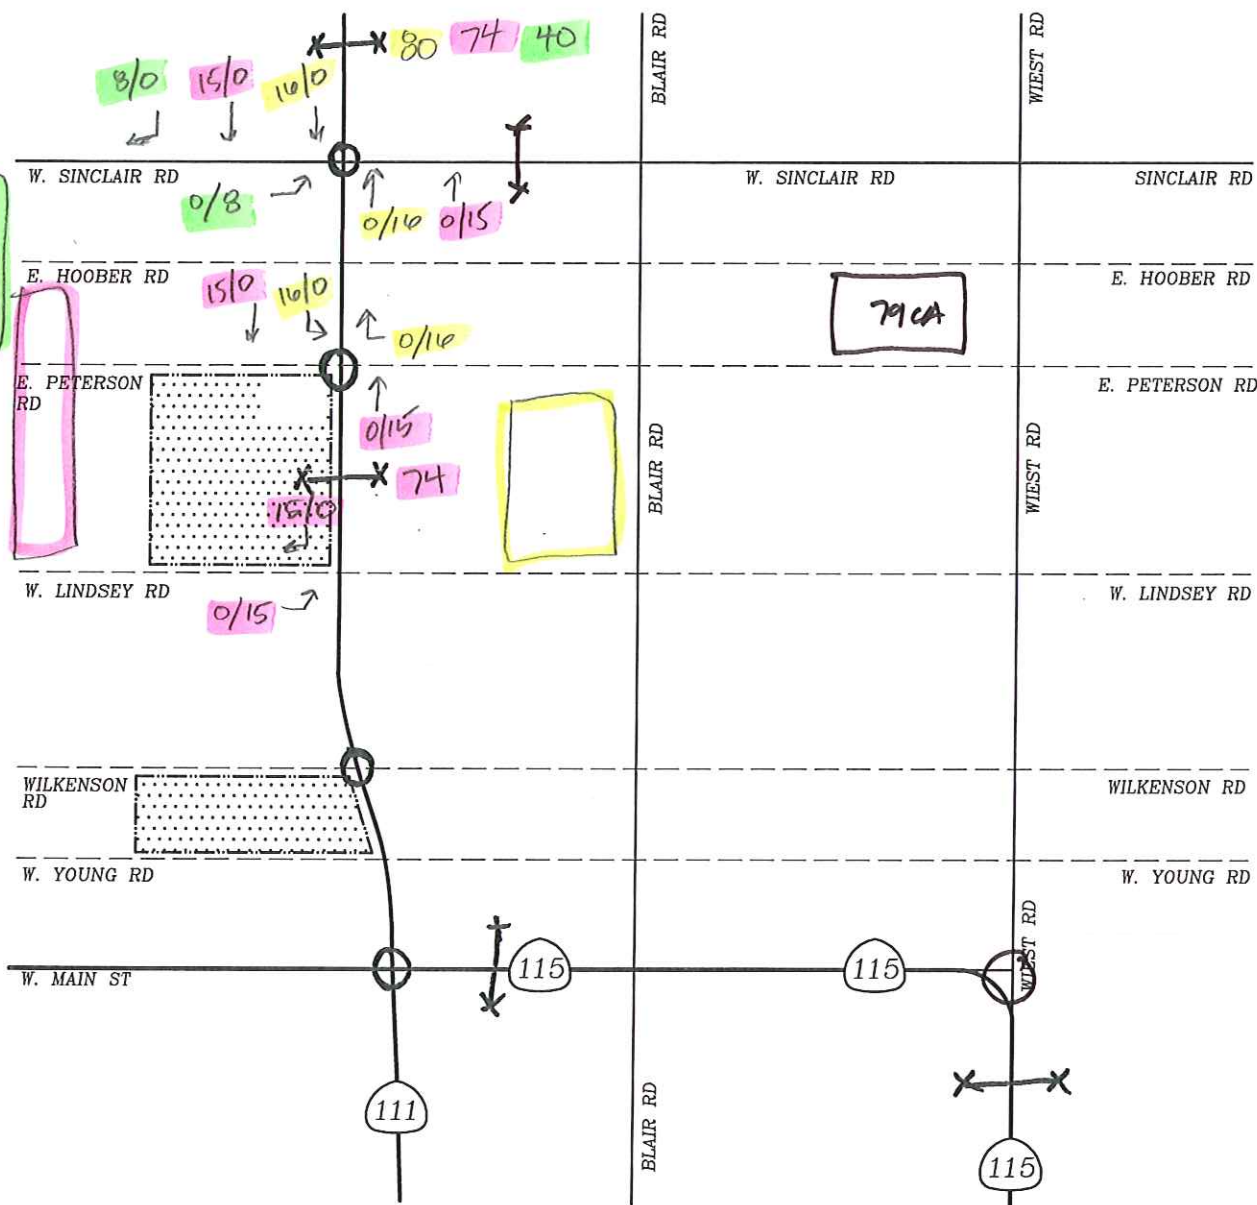 80 74 40
BLAIR RD
WIEST RD
8/0 15/0 16/0
W. SINCLAIR RD
W. SINCLAIR RD
SINCLAIR RD
0/8
0/16 0/15
E. HOOBER RD
E. HOOBER RD
15/0 16/0
79CA
0/16
E. PETERSON
RD
E. PETERSON RD
0/15
BLAIR RD
WIEST RD
74
15/0
W. LINDSEY RD
W. LINDSEY RD
0/15
WILKENSON
RD
WILKENSON RD
W. YOUNG RD
W. YOUNG RD
WIEST RD
W. MAIN ST
115
115
111
BLAIR RD
115